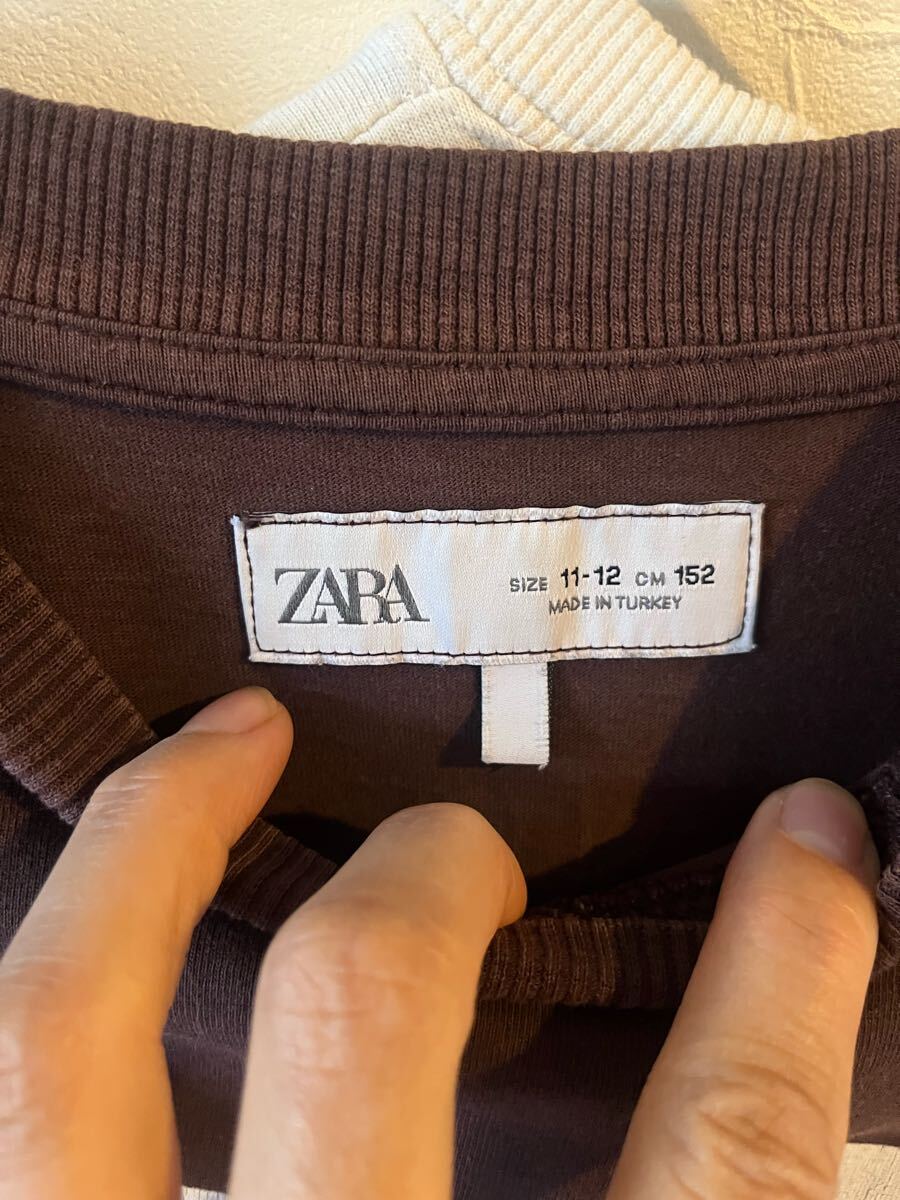 ZARA
SIZE 11-12 CM 152
MADE IN TURKEY